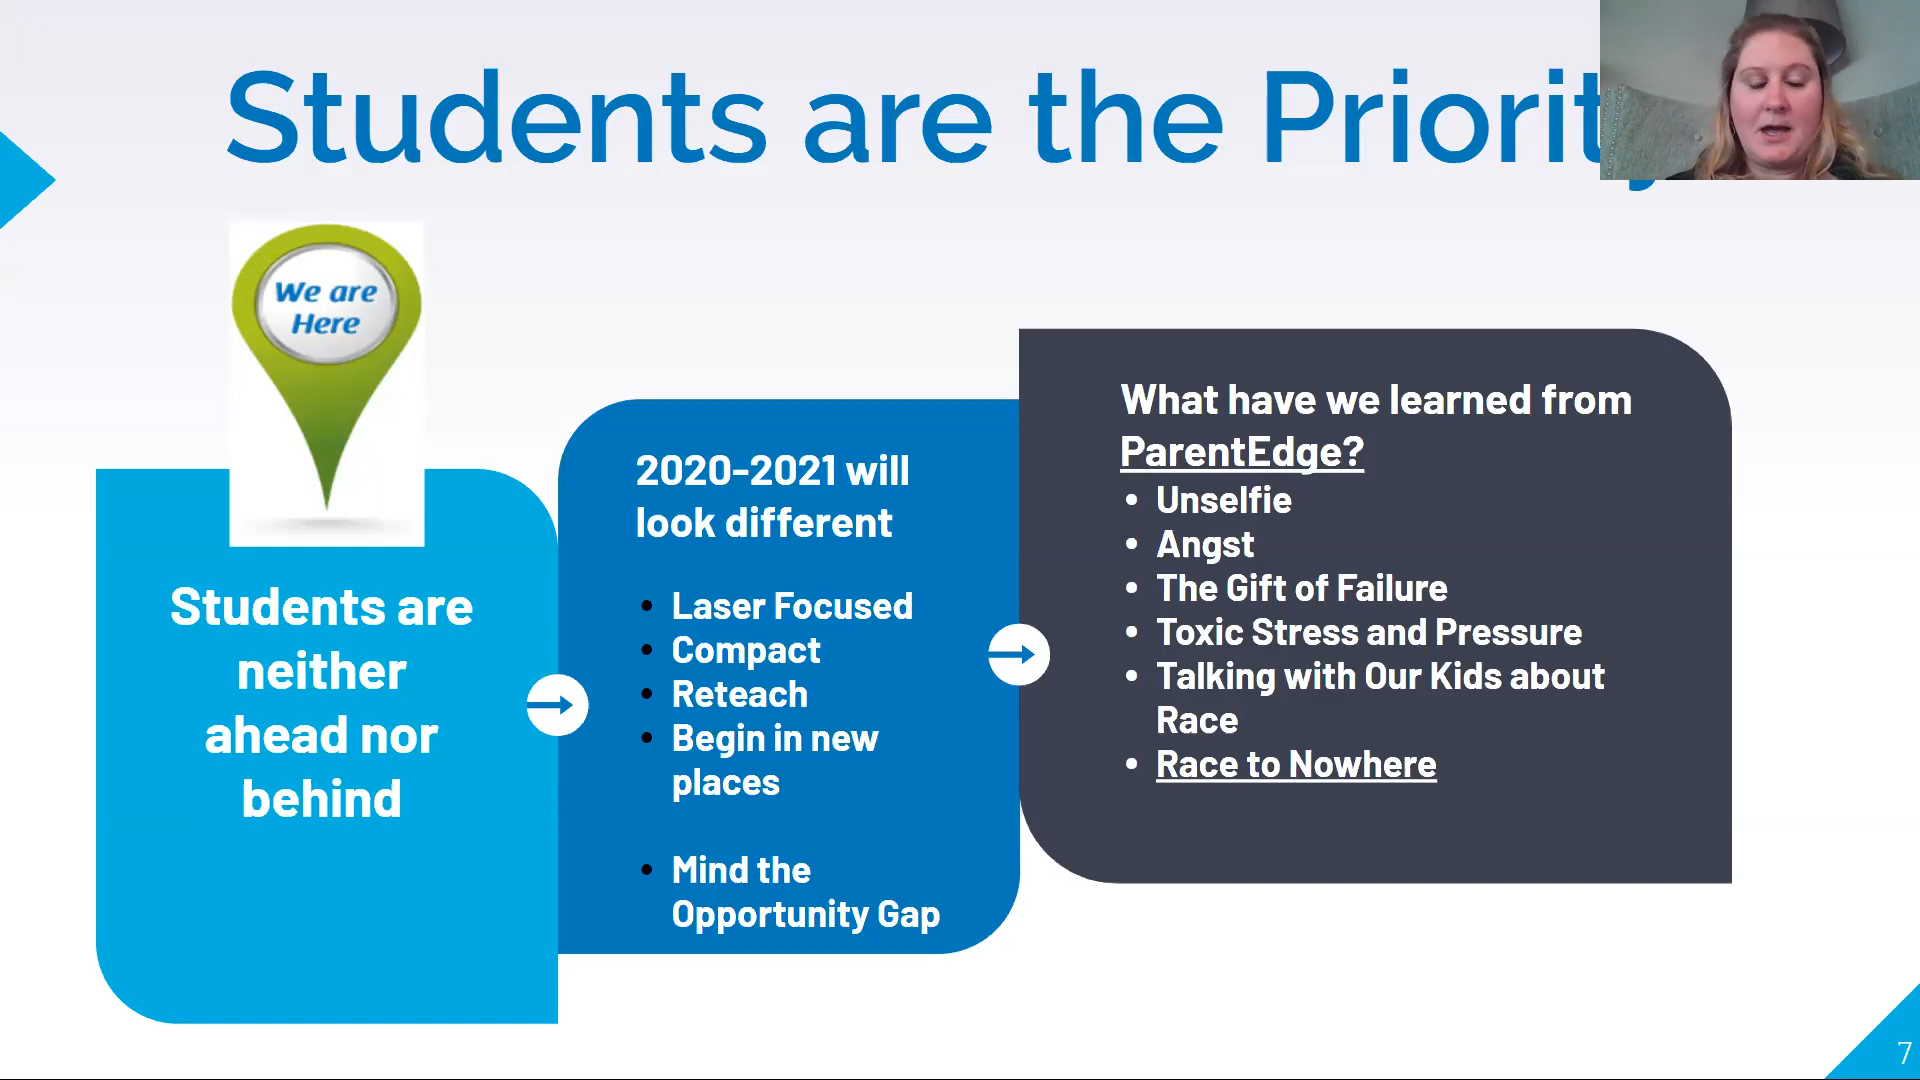 Students are the Priority
We are
Here
Students are
neither
ahead nor
behind
2020-2021 will
look different
• Laser Focused
• Compact
• Reteach
• Begin in new
places
• Mind the
Opportunity Gap
What have we learned from
ParentEdge?
• Unselfie
• Angst
• The Gift of Failure
• Toxic Stress and Pressure
• Talking with Our Kids about
Race
• Race to Nowhere
7